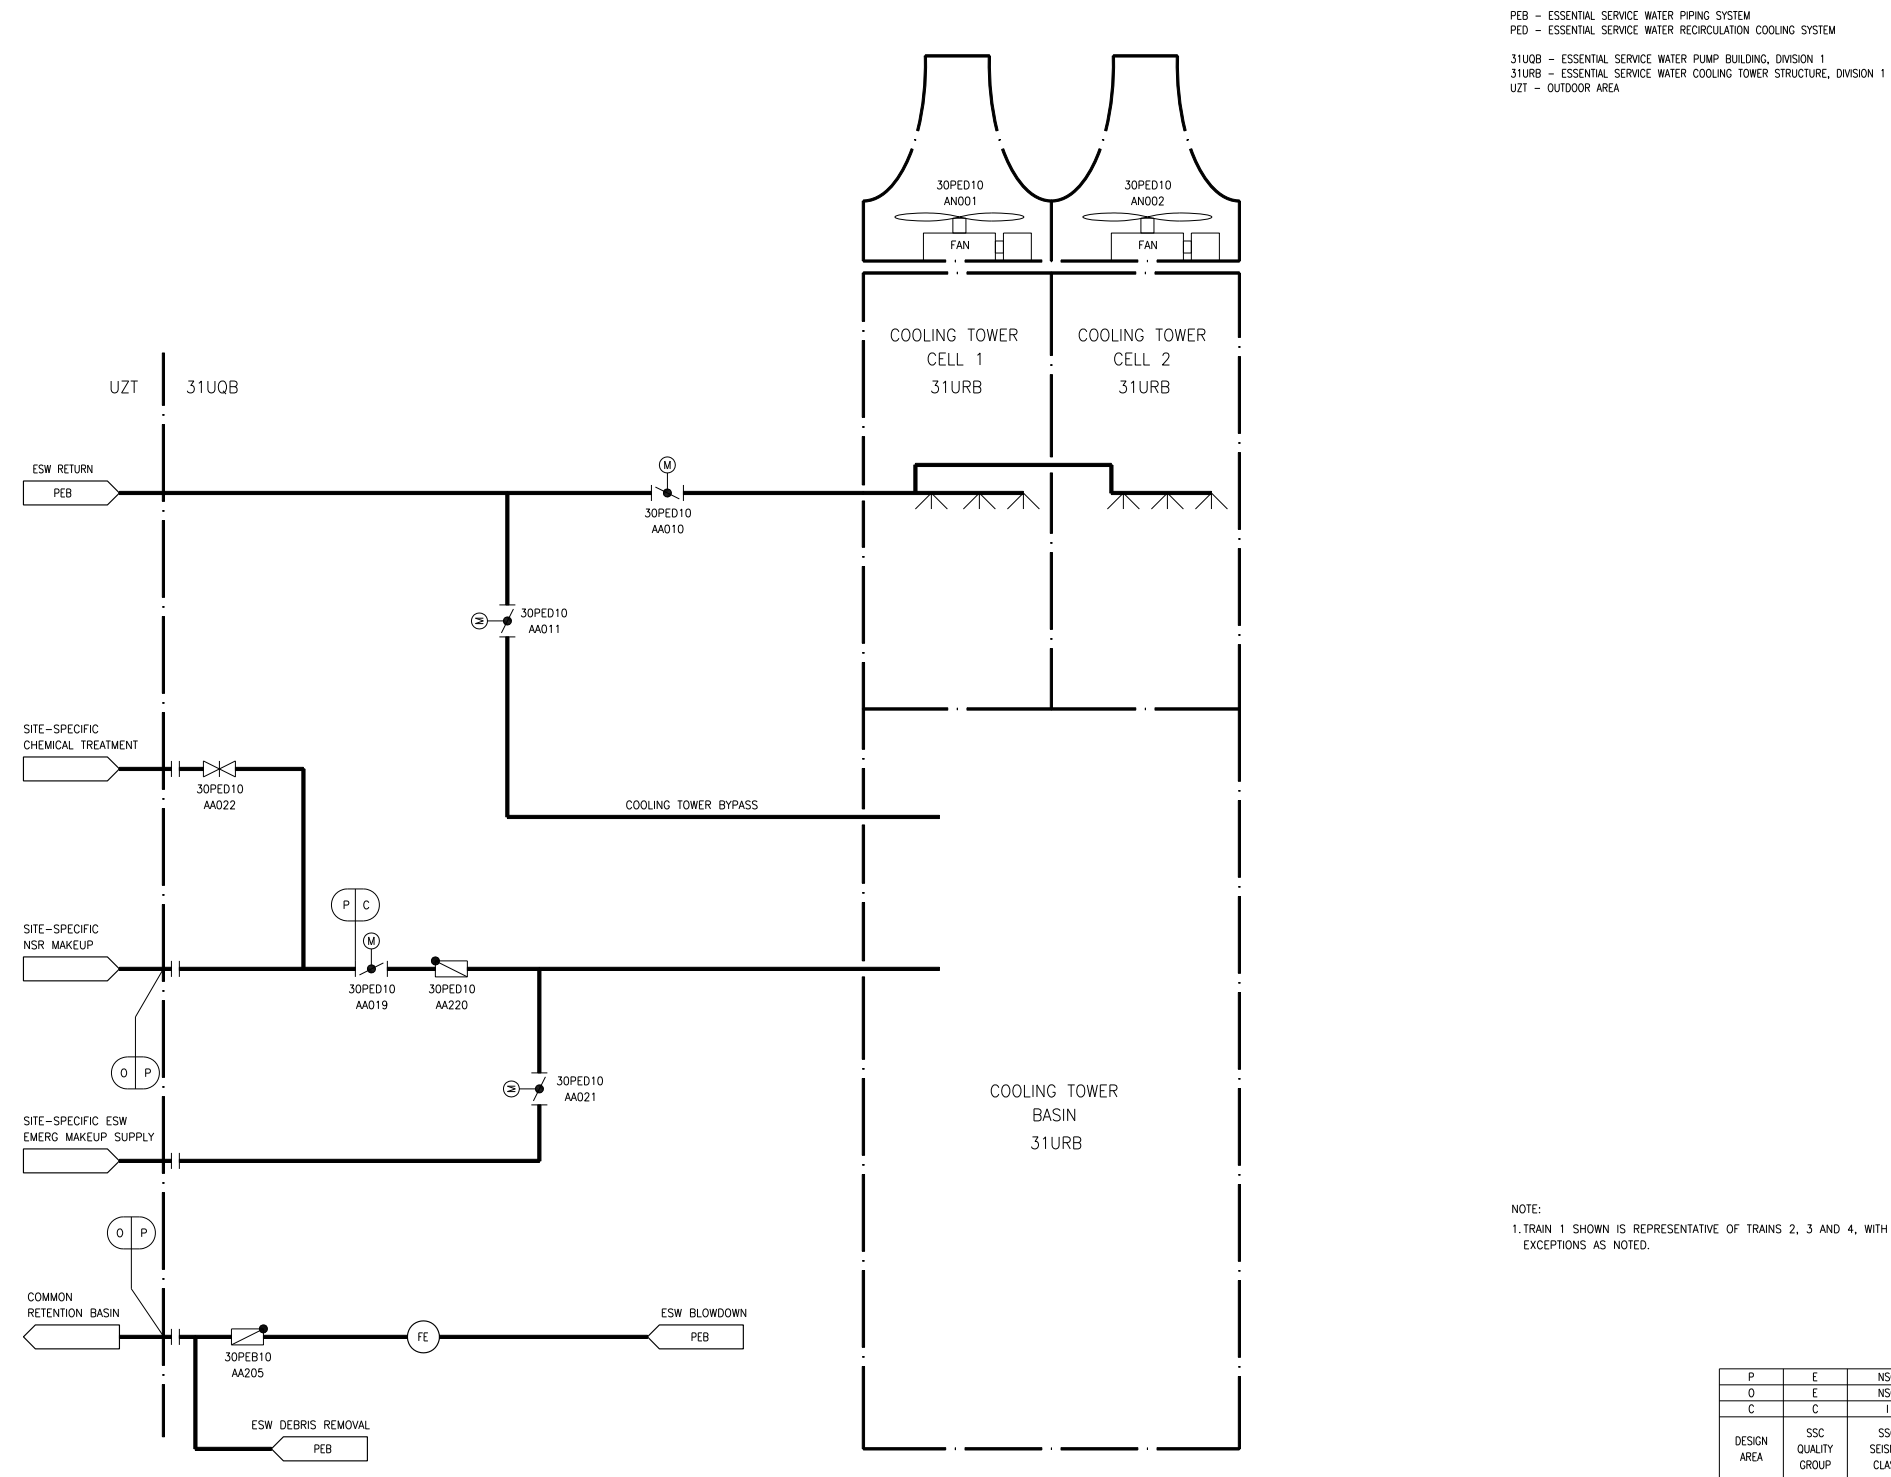 PEB – ESSENTIAL SERVICE WATER PIPING SYSTEM
PED – ESSENTIAL SERVICE WATER RECIRCULATION COOLING SYSTEM
31UQB – ESSENTIAL SERVICE WATER PUMP BUILDING, DIVISION 1
31URB – ESSENTIAL SERVICE WATER COOLING TOWER STRUCTURE, DIVISION 1
UZT – OUTDOOR AREA
30PED10
AN001
FAN
30PED10
AN002
FAN
COOLING TOWER
CELL 1
31URB
COOLING TOWER
CELL 2
31URB
UZT
31UQB
ESW RETURN
PEB
M
30PED10
AA010
M
30PED10
AA011
SITE–SPECIFIC
CHEMICAL TREATMENT
30PED10
AA022
COOLING TOWER BYPASS
P C
SITE–SPECIFIC
NSR MAKEUP
M
30PED10
AA019
30PED10
AA220
O P
M
30PED10
AA021
COOLING TOWER
BASIN
31URB
SITE–SPECIFIC ESW
EMERG MAKEUP SUPPLY
O P
COMMON
RETENTION BASIN
30PEB10
AA205
FE
ESW BLOWDOWN
PEB
ESW DEBRIS REMOVAL
PEB
NOTE:
1. TRAIN 1 SHOWN IS REPRESENTATIVE OF TRAINS 2, 3 AND 4, WITH
EXCEPTIONS AS NOTED.
P E
O E
C C I
DESIGN
AREA
SSC
QUALITY
GROUP